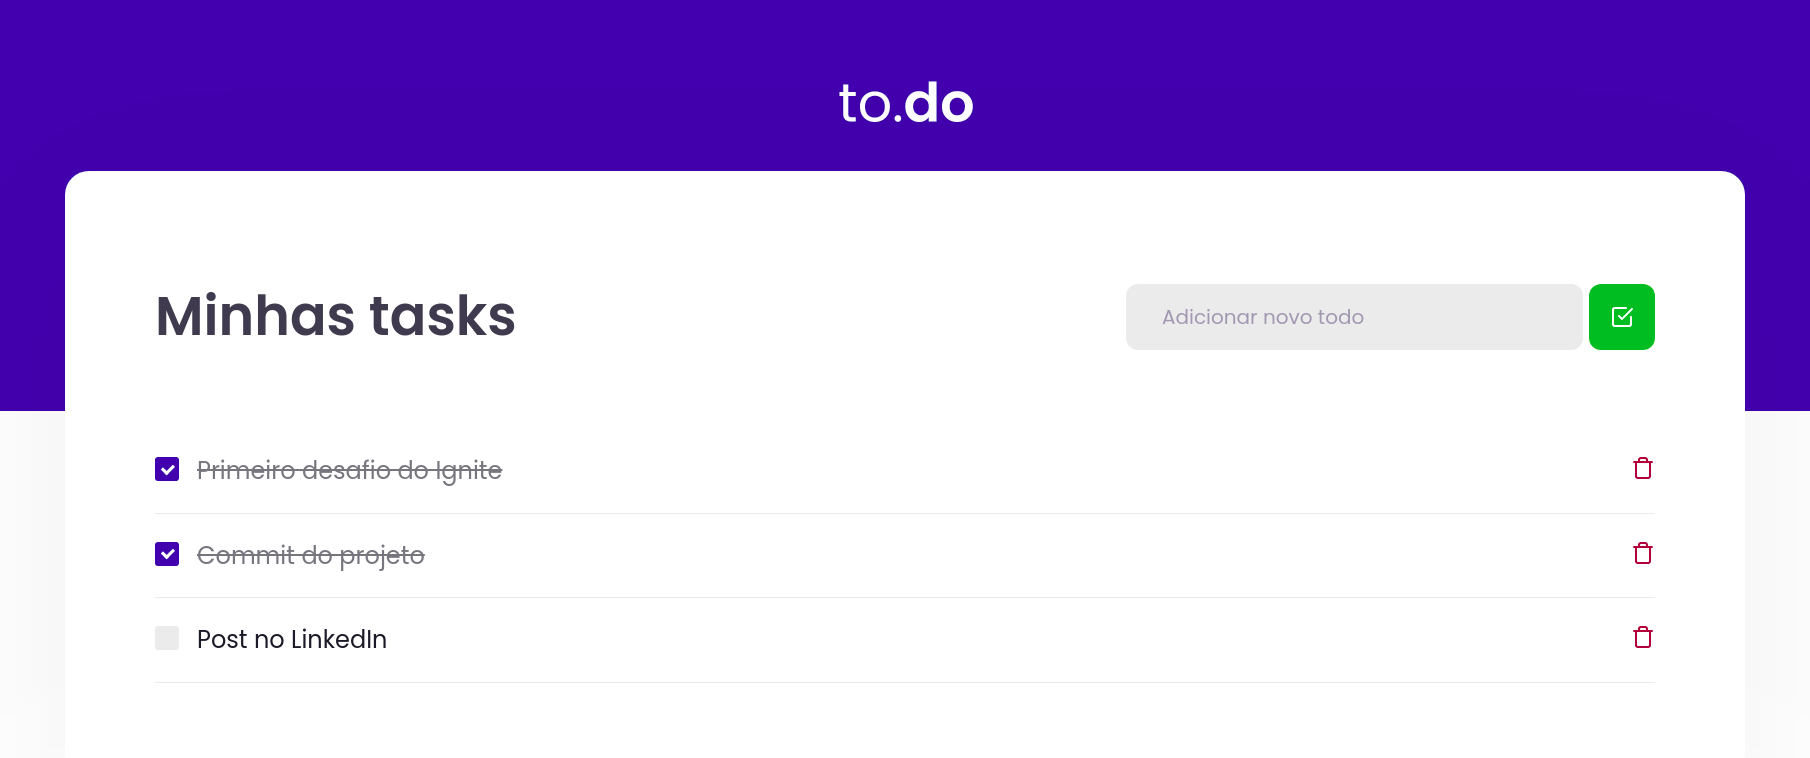 to.do
Minhas tasks
Adicionar novo todo
Primeiro desafio do Ignite
Commit do projeto
Post no LinkedIn